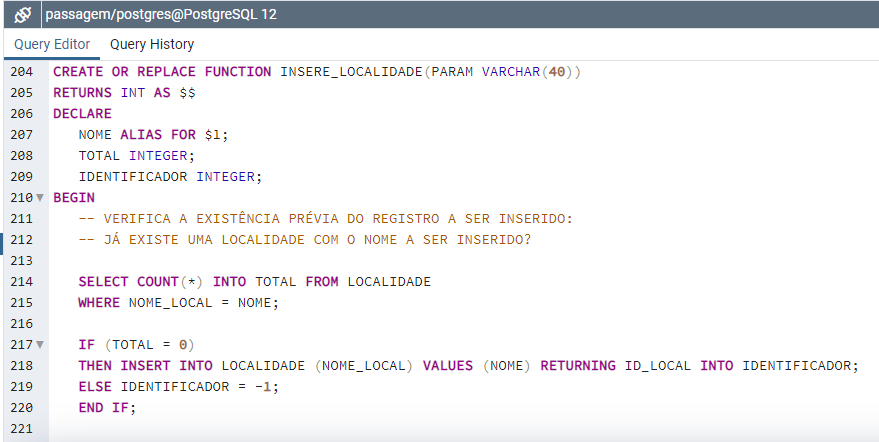 passagem/postgres@PostgreSQL 12
Query Editor Query History
204 CREATE OR REPLACE FUNCTION INSERE_LOCALIDADE(PARAM VARCHAR(40))
205 RETURNS INT AS $$
206 DECLARE
207 NOME ALIAS FOR $1;
208 TOTAL INTEGER;
209 IDENTIFICADOR INTEGER;
210 BEGIN
211 -- VERIFICA A EXISTÊNCIA PRÉVIA DO REGISTRO A SER INSERIDO:
212 -- JÁ EXISTE UMA LOCALIDADE COM O NOME A SER INSERIDO?
213
214 SELECT COUNT(*) INTO TOTAL FROM LOCALIDADE
215 WHERE NOME_LOCAL = NOME;
216
217 IF (TOTAL = 0)
218 THEN INSERT INTO LOCALIDADE (NOME_LOCAL) VALUES (NOME) RETURNING ID_LOCAL INTO IDENTIFICADOR;
219 ELSE IDENTIFICADOR = -1;
220 END IF;
221